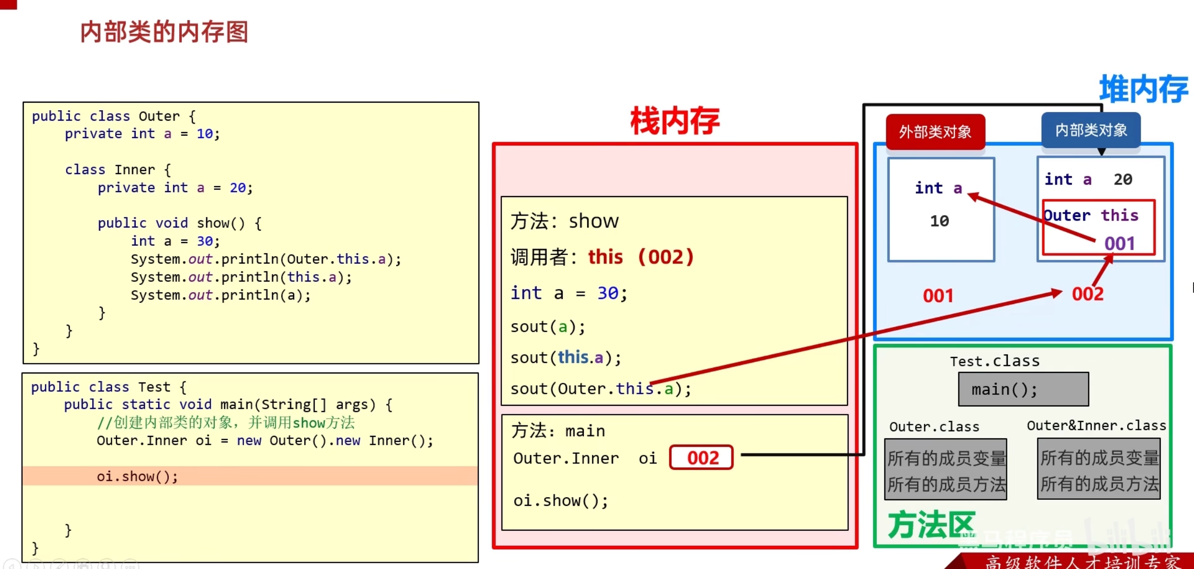 内部类的内存图
public class Outer {
private int a = 10;
class Inner {
private int a = 20;
public void show() {
int a = 30;
System.out.println(Outer.this.a);
System.out.println(this.a);
System.out.println(a);
}
}
}
public class Test {
public static void main(String[] args) {
//创建内部类的对象，并调用show方法
Outer.Inner oi = new Outer().new Inner();
oi.show();
}
}
栈内存
方法：show
调用者：this（002）
int a = 30;
sout(a);
sout(this.a);
sout(Outer.this.a);
方法：main
Outer.Inner oi 002
oi.show();
堆内存
外部类对象
int a
10
001
内部类对象
int a 20
Outer this
001
002
Test.class
main();
Outer.class
所有的成员变量
所有的成员方法
Outer&Inner.class
所有的成员变量
所有的成员方法
方法区
高级软件人才培训专家